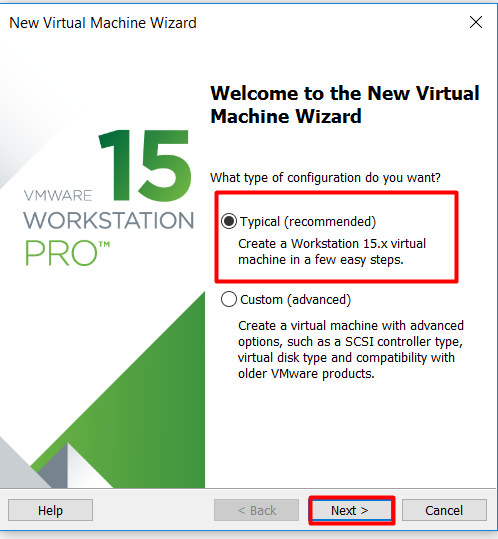 New Virtual Machine Wizard
Welcome to the New Virtual
Machine Wizard
15
VMWARE
WORKSTATION
PRO™
What type of configuration do you want?
Typical (recommended)
Create a Workstation 15.x virtual
machine in a few easy steps.
Custom (advanced)
Create a virtual machine with advanced
options, such as a SCSI controller type,
virtual disk type and compatibility with
older VMware products.
Help
< Back
Next >
Cancel